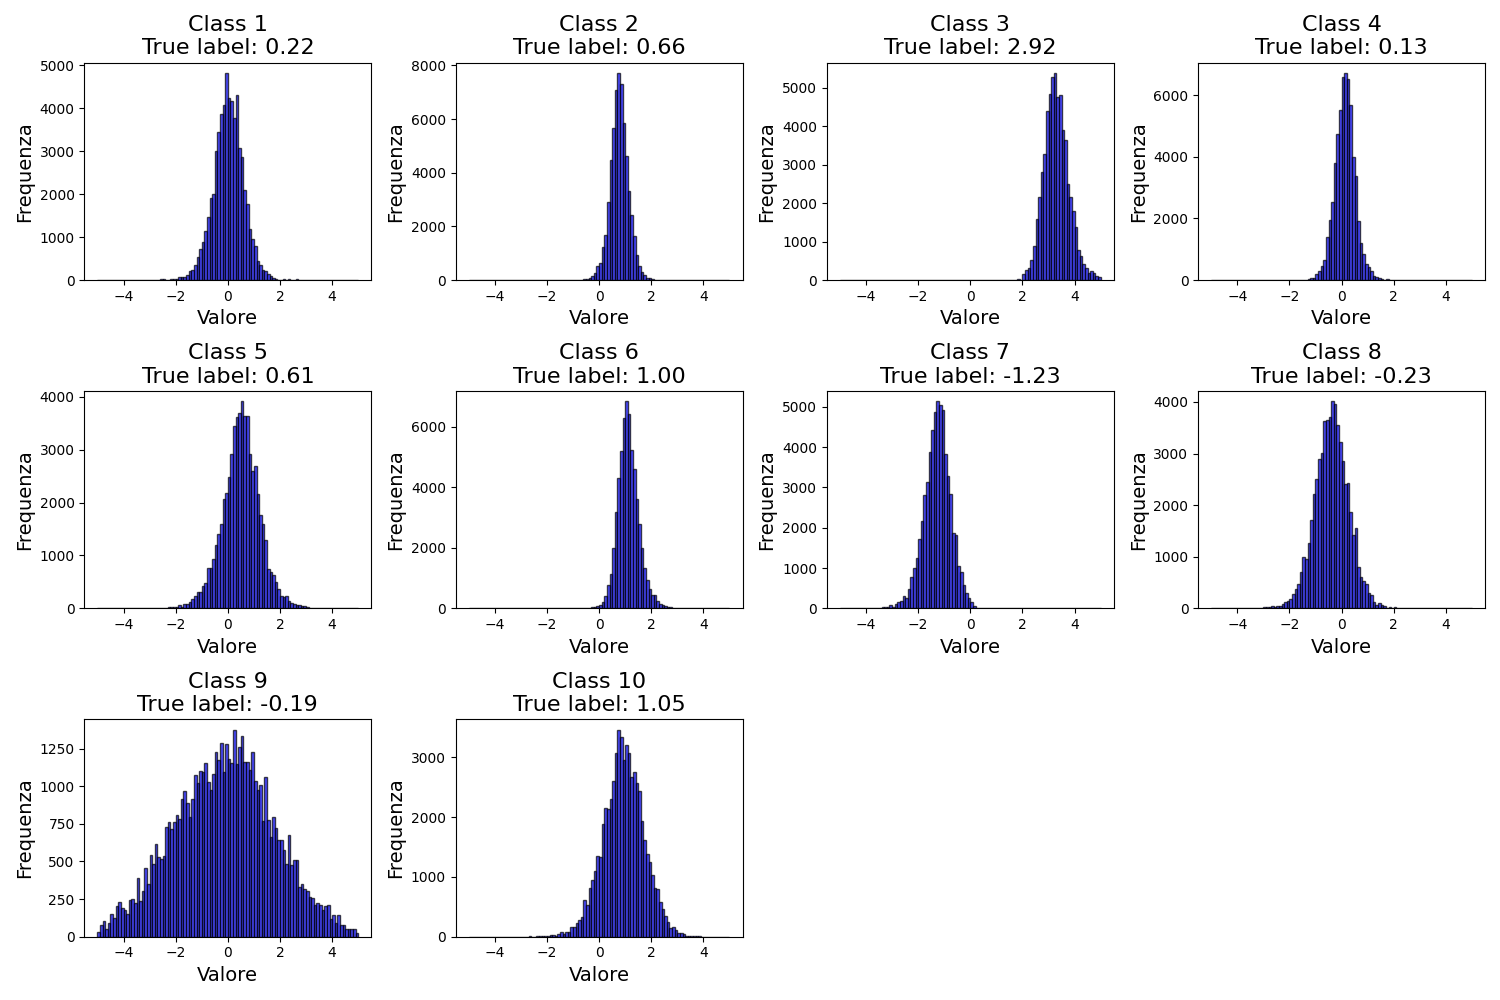 Class 1
True label: 0.22
5000
4000
3000
2000
1000
0
Frequenza
−4 −2 0 2 4
Valore
Class 2
True label: 0.66
8000
6000
4000
2000
0
Frequenza
−4 −2 0 2 4
Valore
Class 3
True label: 2.92
5000
4000
3000
2000
1000
0
Frequenza
−4 −2 0 2 4
Valore
Class 4
True label: 0.13
6000
4000
2000
0
Frequenza
−4 −2 0 2 4
Valore
Class 5
True label: 0.61
4000
3000
2000
1000
0
Frequenza
−4 −2 0 2 4
Valore
Class 6
True label: 1.00
6000
4000
2000
0
Frequenza
−4 −2 0 2 4
Valore
Class 7
True label: -1.23
5000
4000
3000
2000
1000
0
Frequenza
−4 −2 0 2 4
Valore
Class 8
True label: -0.23
4000
3000
2000
1000
0
Frequenza
−4 −2 0 2 4
Valore
Class 9
True label: -0.19
1250
1000
750
500
250
0
Frequenza
−4 −2 0 2 4
Valore
Class 10
True label: 1.05
3000
2000
1000
0
Frequenza
−4 −2 0 2 4
Valore